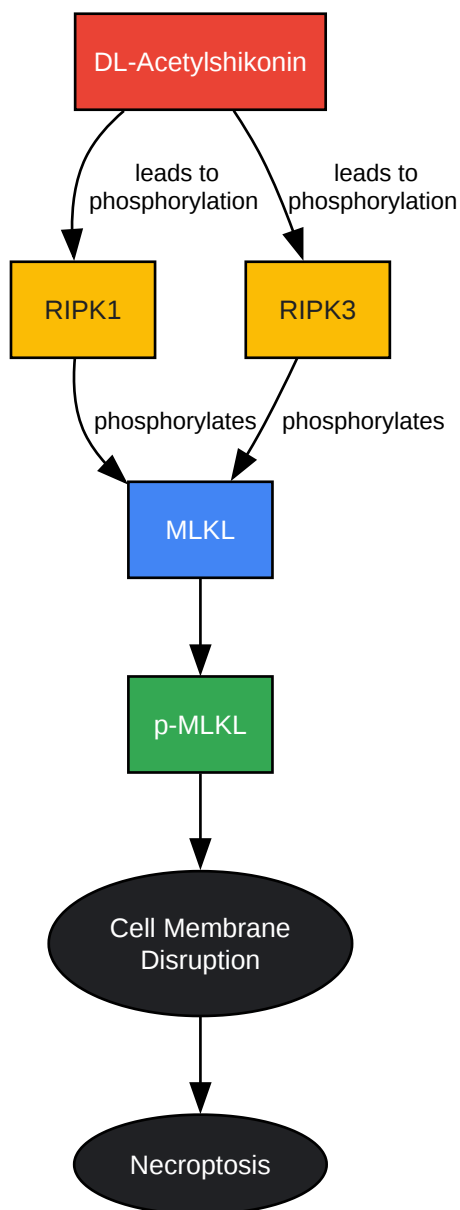 DL-Acetylshikonin
leads to
phosphorylation
leads to
phosphorylation
RIPK1
RIPK3
phosphorylates
phosphorylates
MLKL
p-MLKL
Cell Membrane
Disruption
Necroptosis